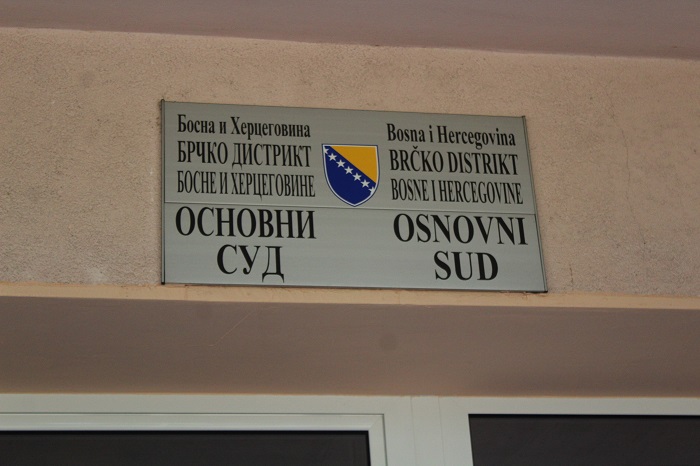 Босна и Херцеговина
БРЧКО ДИСТРИКТ
БОСНЕ И ХЕРЦЕГОВИНЕ
ОСНОВНИ
СУД
Bosna i Hercegovina
BRČKO DISTRIKT
BOSNE I HERCEGOVINE
OSNOVNI
SUD